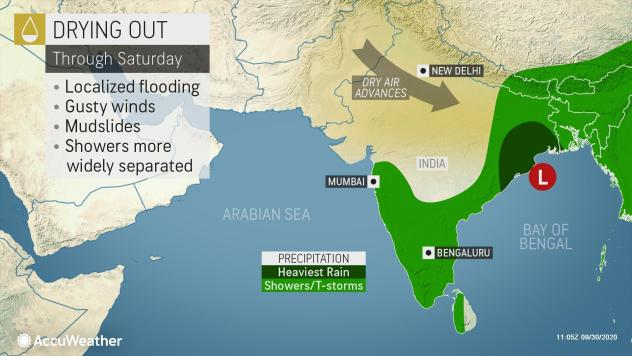 DRYING OUT
Through Saturday
• Localized flooding
• Gusty winds
• Mudslides
• Showers more
widely separated
DRY AIR
ADVANCES
NEW DELHI
INDIA
MUMBAI
L
ARABIAN SEA
BAY OF
BENGAL
BENGALURU
PRECIPITATION
Heaviest Rain
Showers/T-storms
AccuWeather
11:05Z 09/30/2020